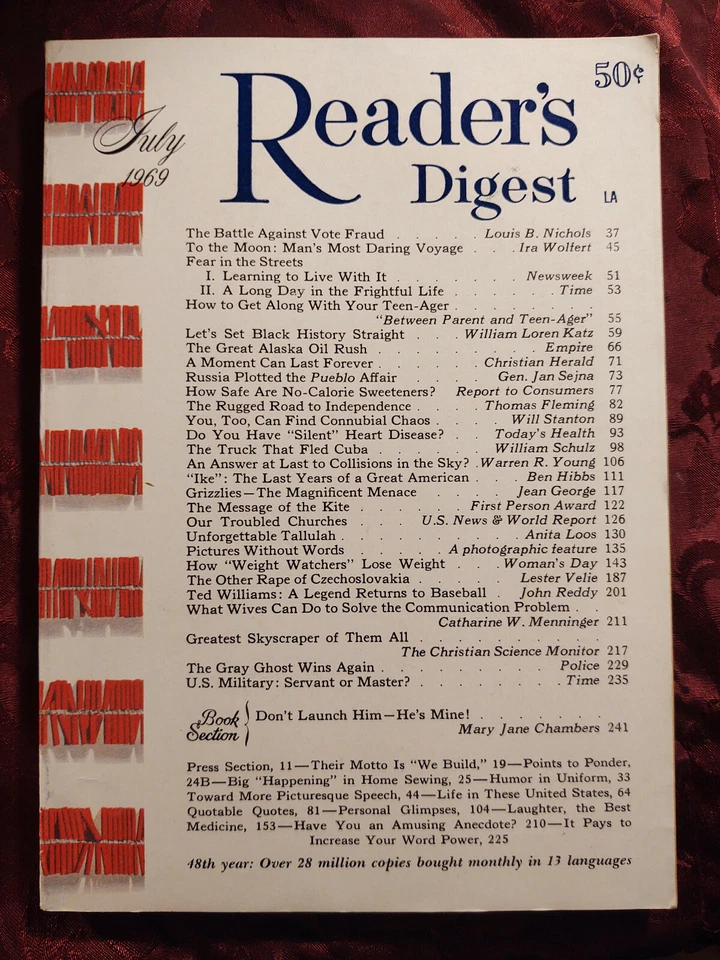 50¢
July
1969
Reader's
Digest
LA
The Battle Against Vote Fraud . . . . . Louis B. Nichols 37
To the Moon: Man's Most Daring Voyage . . . Ira Wolfert 45
Fear in the Streets
I. Learning to Live With It . . . . . . . Newsweek 51
II. A Long Day in the Frightful Life . . . . . . Time 53
How to Get Along With Your Teen-Ager . . . . . . .
"Between Parent and Teen-Ager" 55
Let's Set Black History Straight . . . William Loren Katz 59
The Great Alaska Oil Rush . . . . . . . . Empire 66
A Moment Can Last Forever . . . . . Christian Herald 71
Russia Plotted the Pueblo Affair . . . . Gen. Jan Sejna 73
How Safe Are No-Calorie Sweeteners? Report to Consumers 77
The Rugged Road to Independence . . . . Thomas Fleming 82
You, Too, Can Find Connubial Chaos . . . . Will Stanton 89
Do You Have "Silent" Heart Disease? . . Today's Health 93
The Truck That Fled Cuba . . . . . . William Schulz 98
An Answer at Last to Collisions in the Sky? . Warren R. Young 106
"Ike": The Last Years of a Great American . . . Ben Hibbs 111
Grizzlies—The Magnificent Menace . . . . Jean George 117
The Message of the Kite . . . . . First Person Award 122
Our Troubled Churches . . . U.S. News & World Report 126
Unforgettable Tallulah . . . . . . . . . Anita Loos 130
Pictures Without Words . . . . A photographic feature 135
How "Weight Watchers" Lose Weight . . . Woman's Day 143
The Other Rape of Czechoslovakia . . . . . Lester Velie 187
Ted Williams: A Legend Returns to Baseball . John Reddy 201
What Wives Can Do to Solve the Communication Problem . .
Catharine W. Menninger 211
Greatest Skyscraper of Them All . . . . . . . . .
The Christian Science Monitor 217
The Gray Ghost Wins Again . . . . . . . . Police 229
U.S. Military: Servant or Master? . . . . . . . Time 235
Book
Section
Don't Launch Him—He's Mine! . . . . . .
Mary Jane Chambers 241
Press Section, 11—Their Motto Is "We Build," 19—Points to Ponder,
24B—Big "Happening" in Home Sewing, 25—Humor in Uniform, 33
Toward More Picturesque Speech, 44—Life in These United States, 64
Quotable Quotes, 81—Personal Glimpses, 104—Laughter, the Best
Medicine, 153—Have You an Amusing Anecdote? 210—It Pays to
Increase Your Word Power, 225
48th year: Over 28 million copies bought monthly in 13 languages